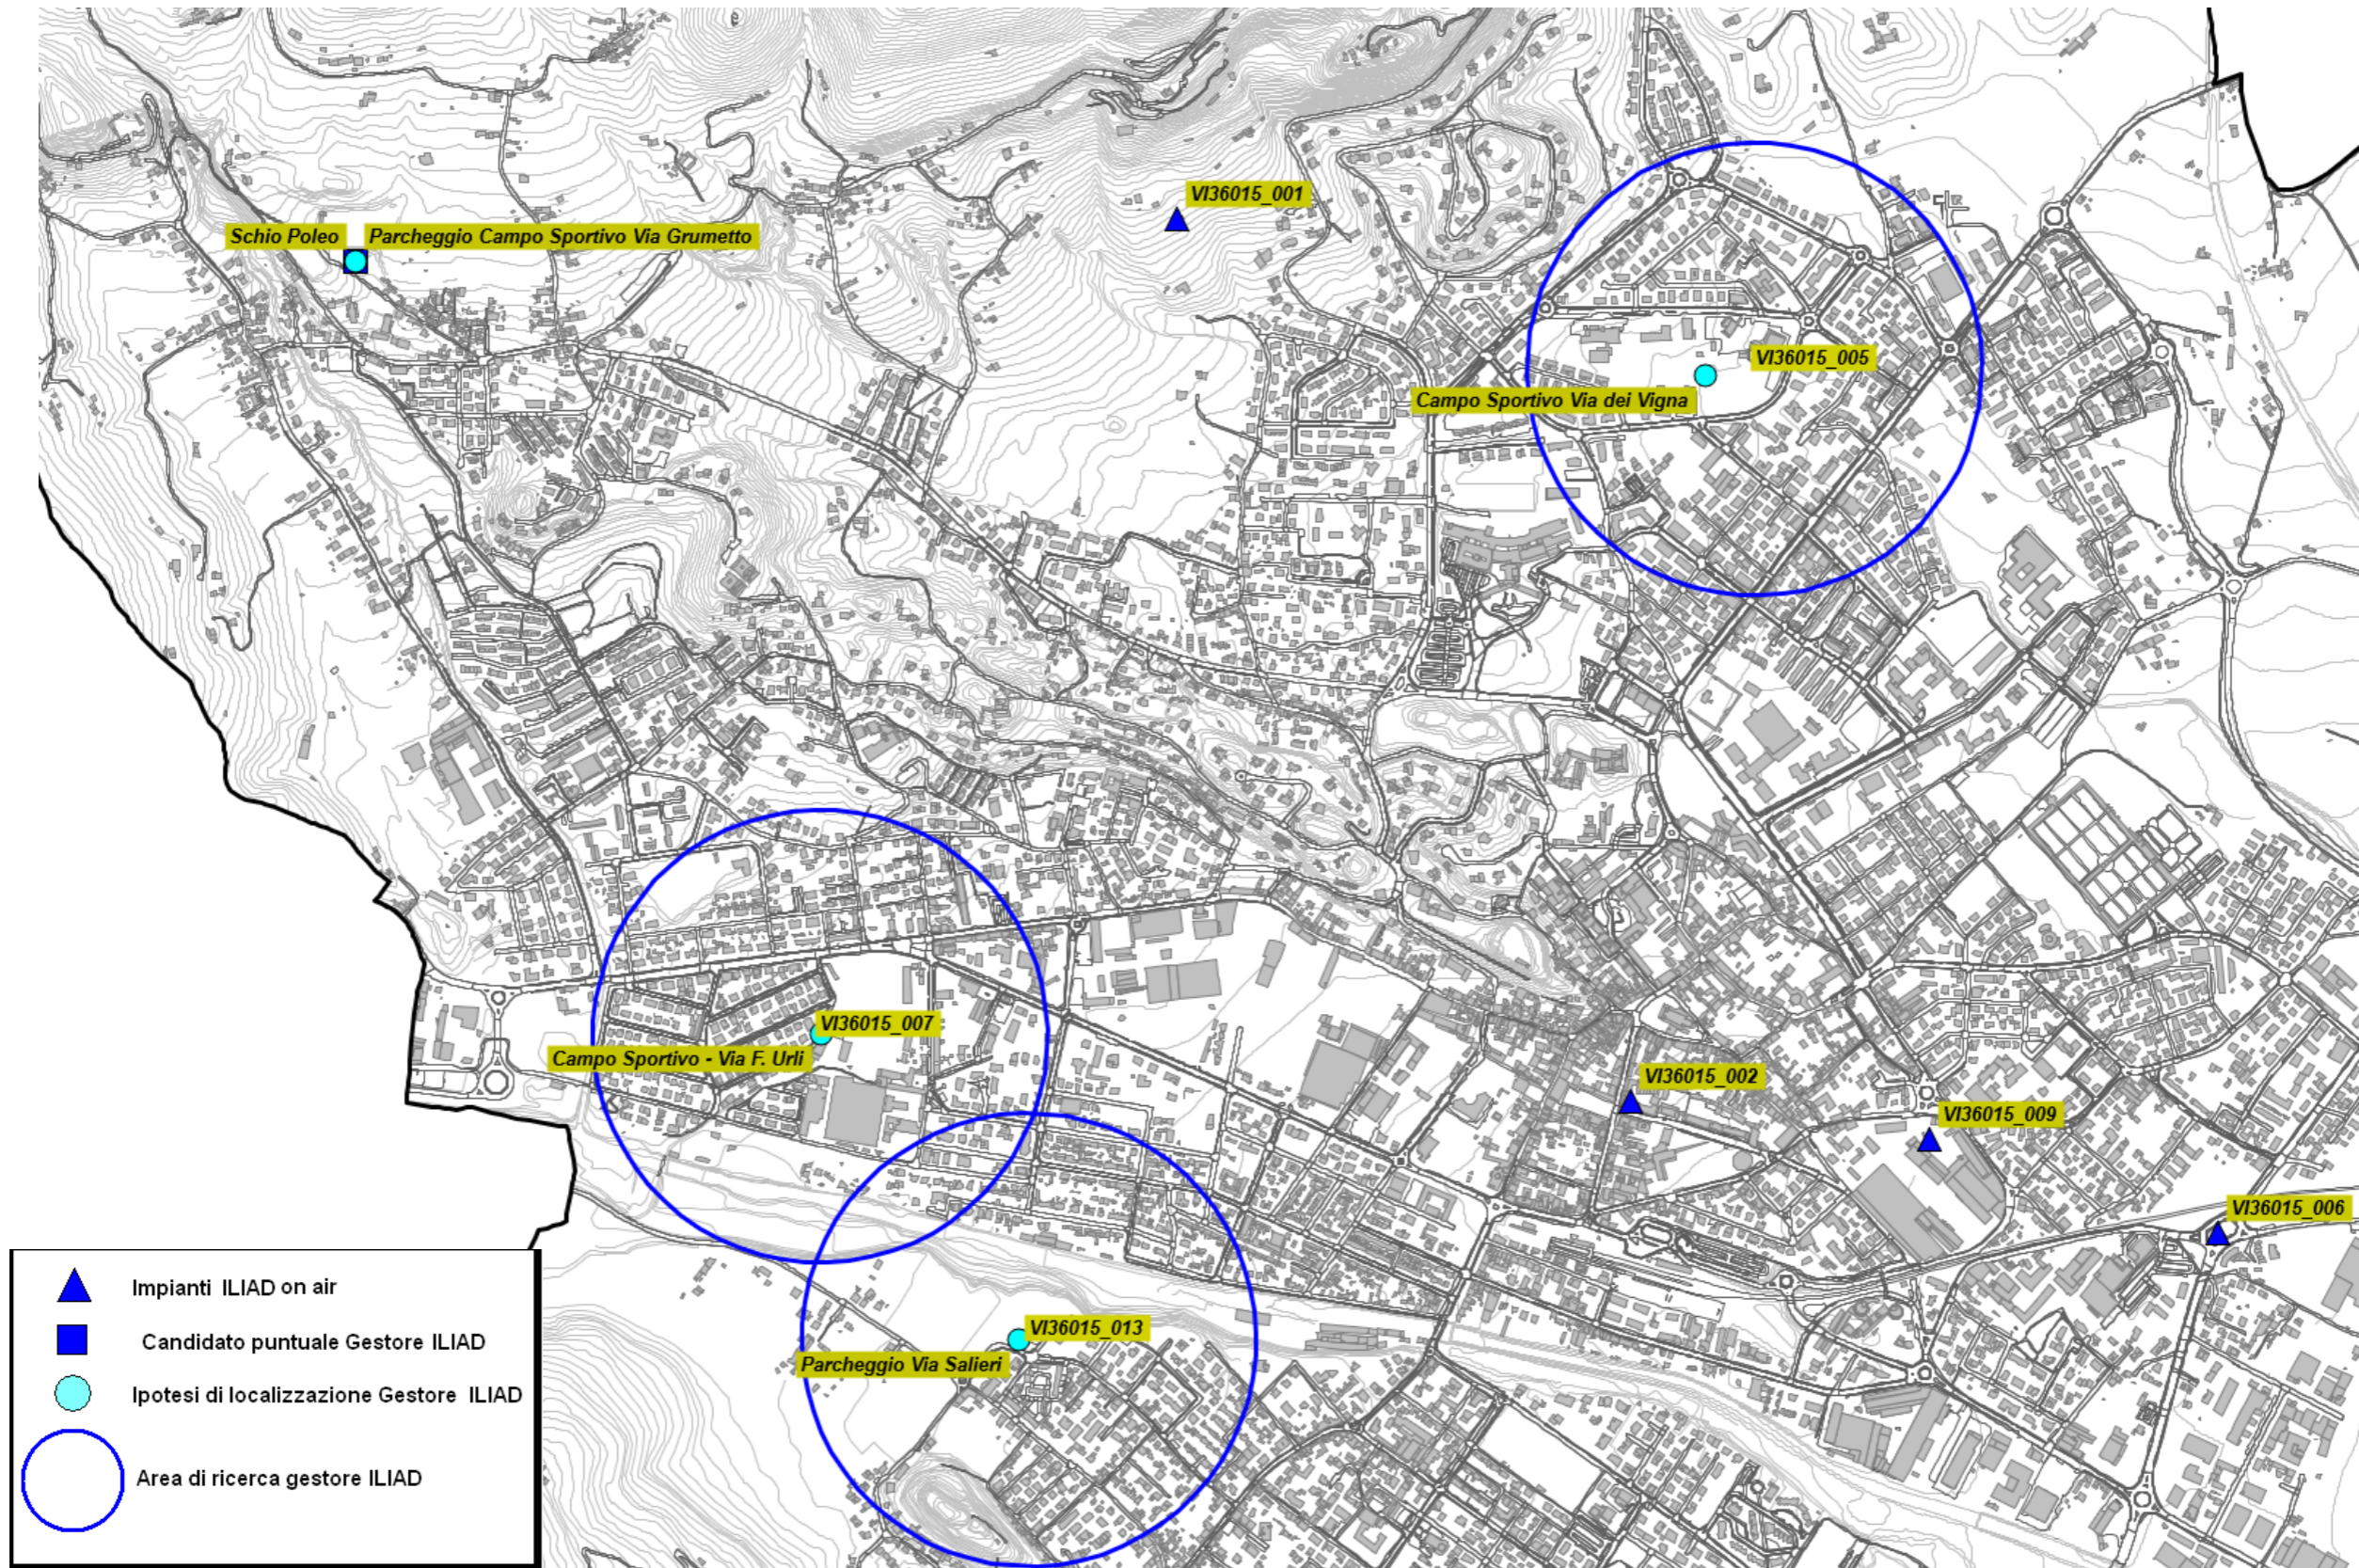 VI36015_001
Schio Poleo
Parcheggio Campo Sportivo Via Grumetto
VI36015_005
Campo Sportivo Via dei Vigna
VI36015_007
Campo Sportivo - Via F. Urli
VI36015_002
VI36015_009
VI36015_006
VI36015_013
Parcheggio Via Salieri
Impianti ILIAD on air
Candidato puntuale Gestore ILIAD
Ipotesi di localizzazione Gestore ILIAD
Area di ricerca gestore ILIAD